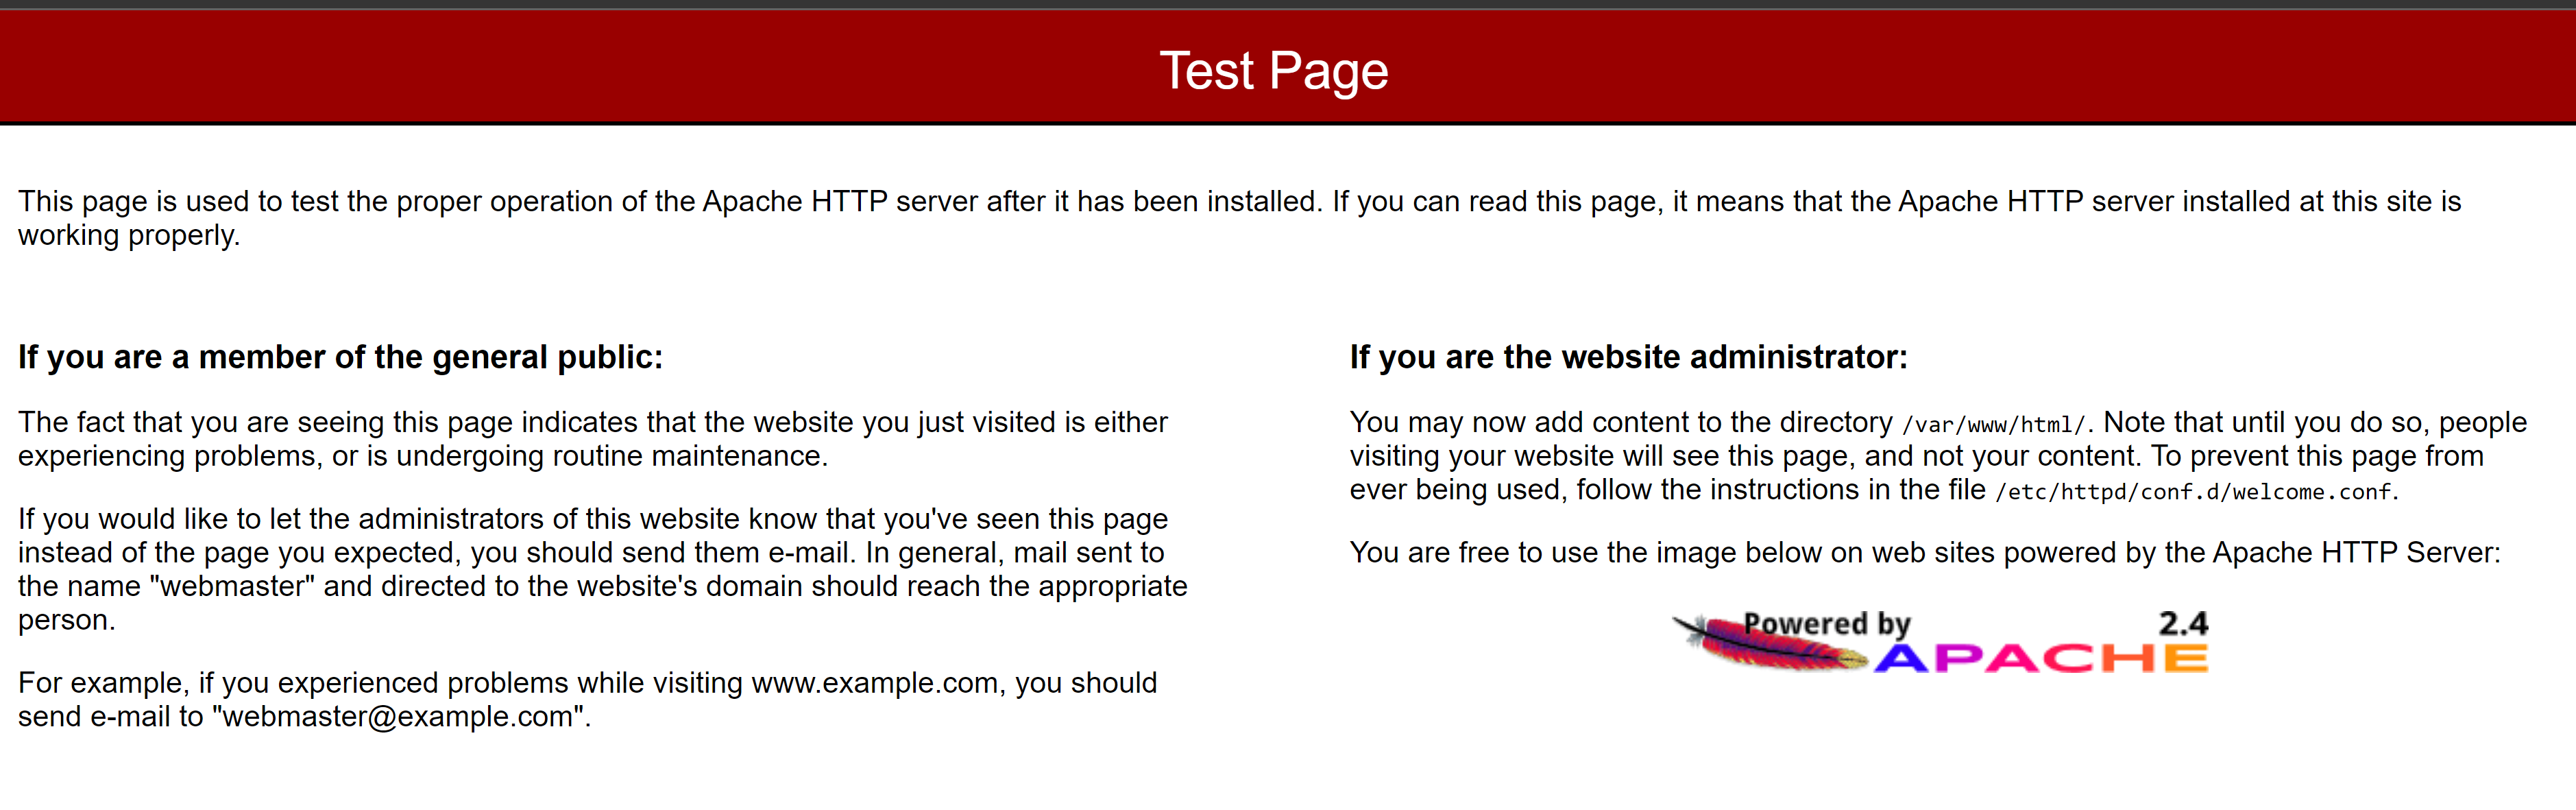 Test Page
This page is used to test the proper operation of the Apache HTTP server after it has been installed. If you can read this page, it means that the Apache HTTP server installed at this site is
working properly.
If you are a member of the general public:
The fact that you are seeing this page indicates that the website you just visited is either
experiencing problems, or is undergoing routine maintenance.
If you would like to let the administrators of this website know that you've seen this page
instead of the page you expected, you should send them e-mail. In general, mail sent to
the name "webmaster" and directed to the website's domain should reach the appropriate
person.
For example, if you experienced problems while visiting www.example.com, you should
send e-mail to "webmaster@example.com".
If you are the website administrator:
You may now add content to the directory /var/www/html/. Note that until you do so, people
visiting your website will see this page, and not your content. To prevent this page from
ever being used, follow the instructions in the file /etc/httpd/conf.d/welcome.conf.
You are free to use the image below on web sites powered by the Apache HTTP Server:
Powered by 2.4
APACHE